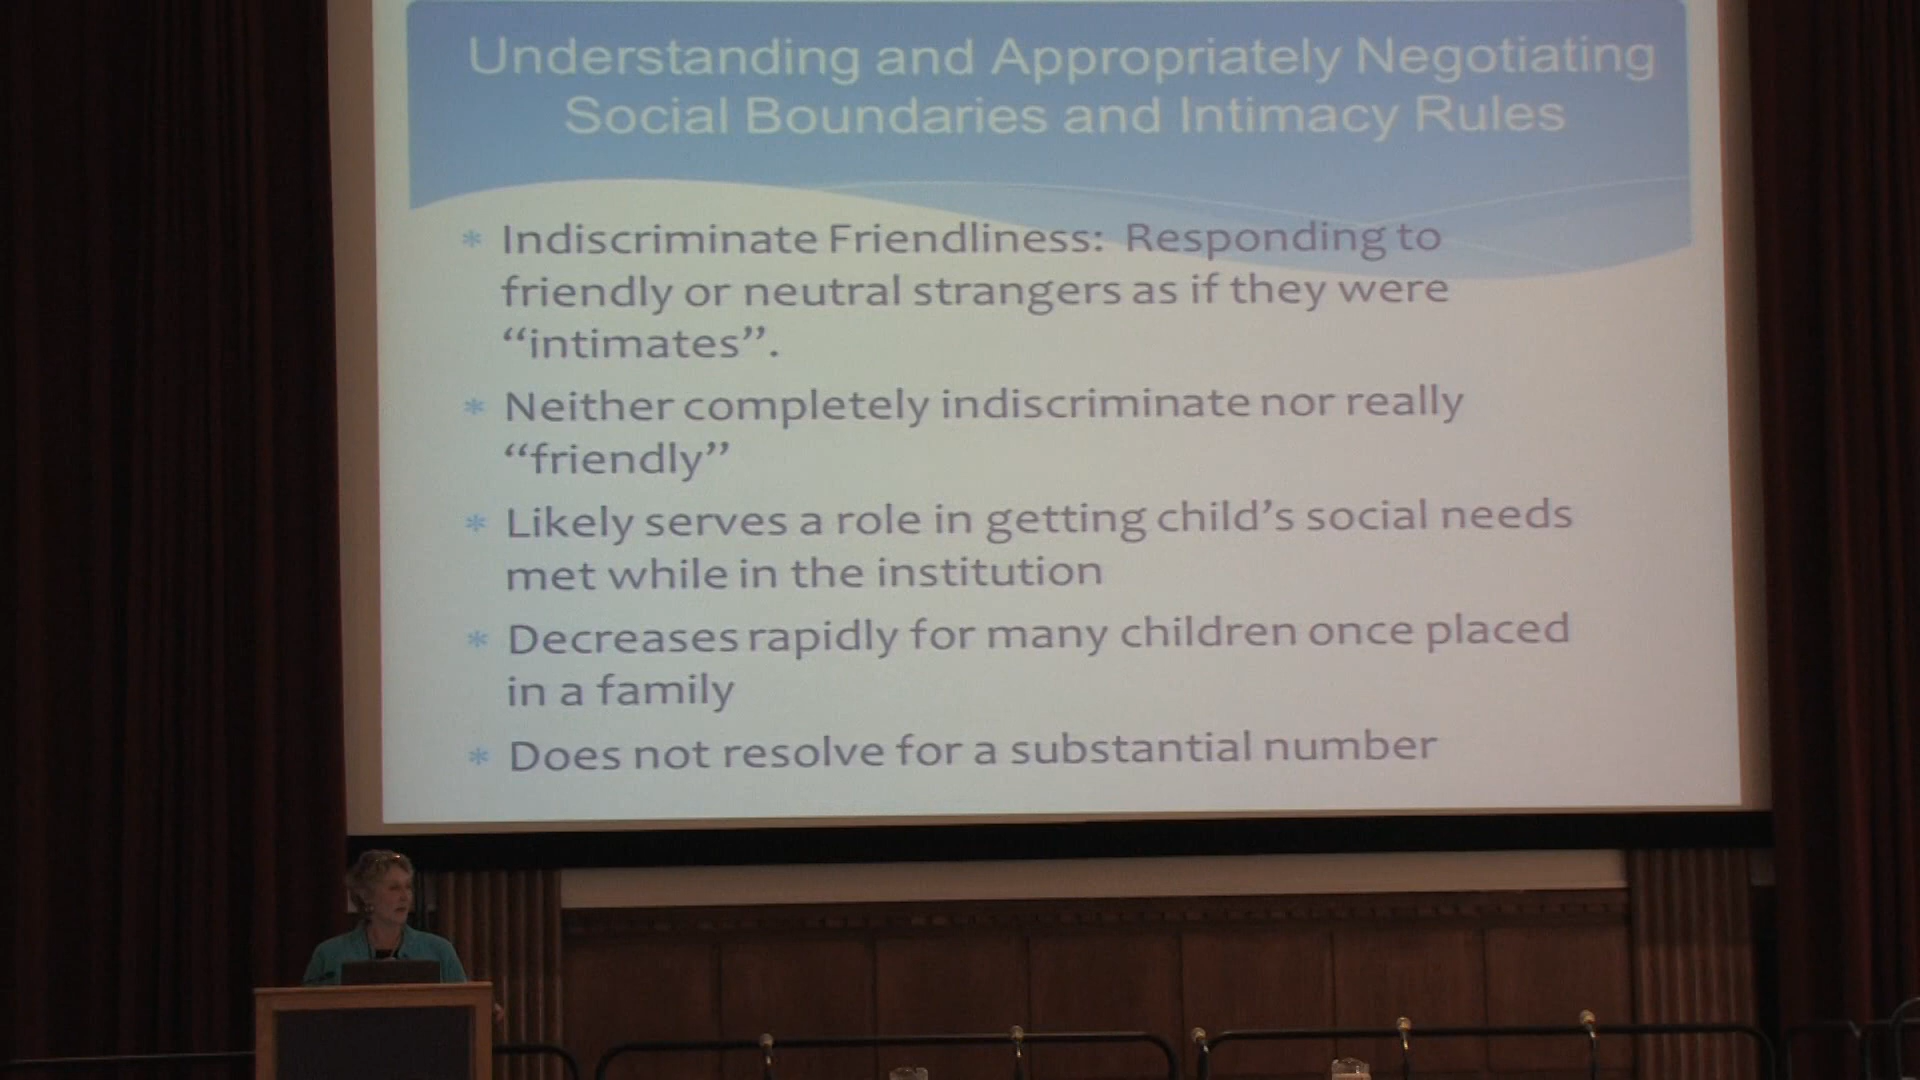 Understanding and Appropriately Negotiating
Social Boundaries and Intimacy Rules
* Indiscriminate Friendliness: Responding to
friendly or neutral strangers as if they were
“intimates”.
* Neither completely indiscriminate nor really
“friendly”
* Likely serves a role in getting child’s social needs
met while in the institution
* Decreases rapidly for many children once placed
in a family
* Does not resolve for a substantial number